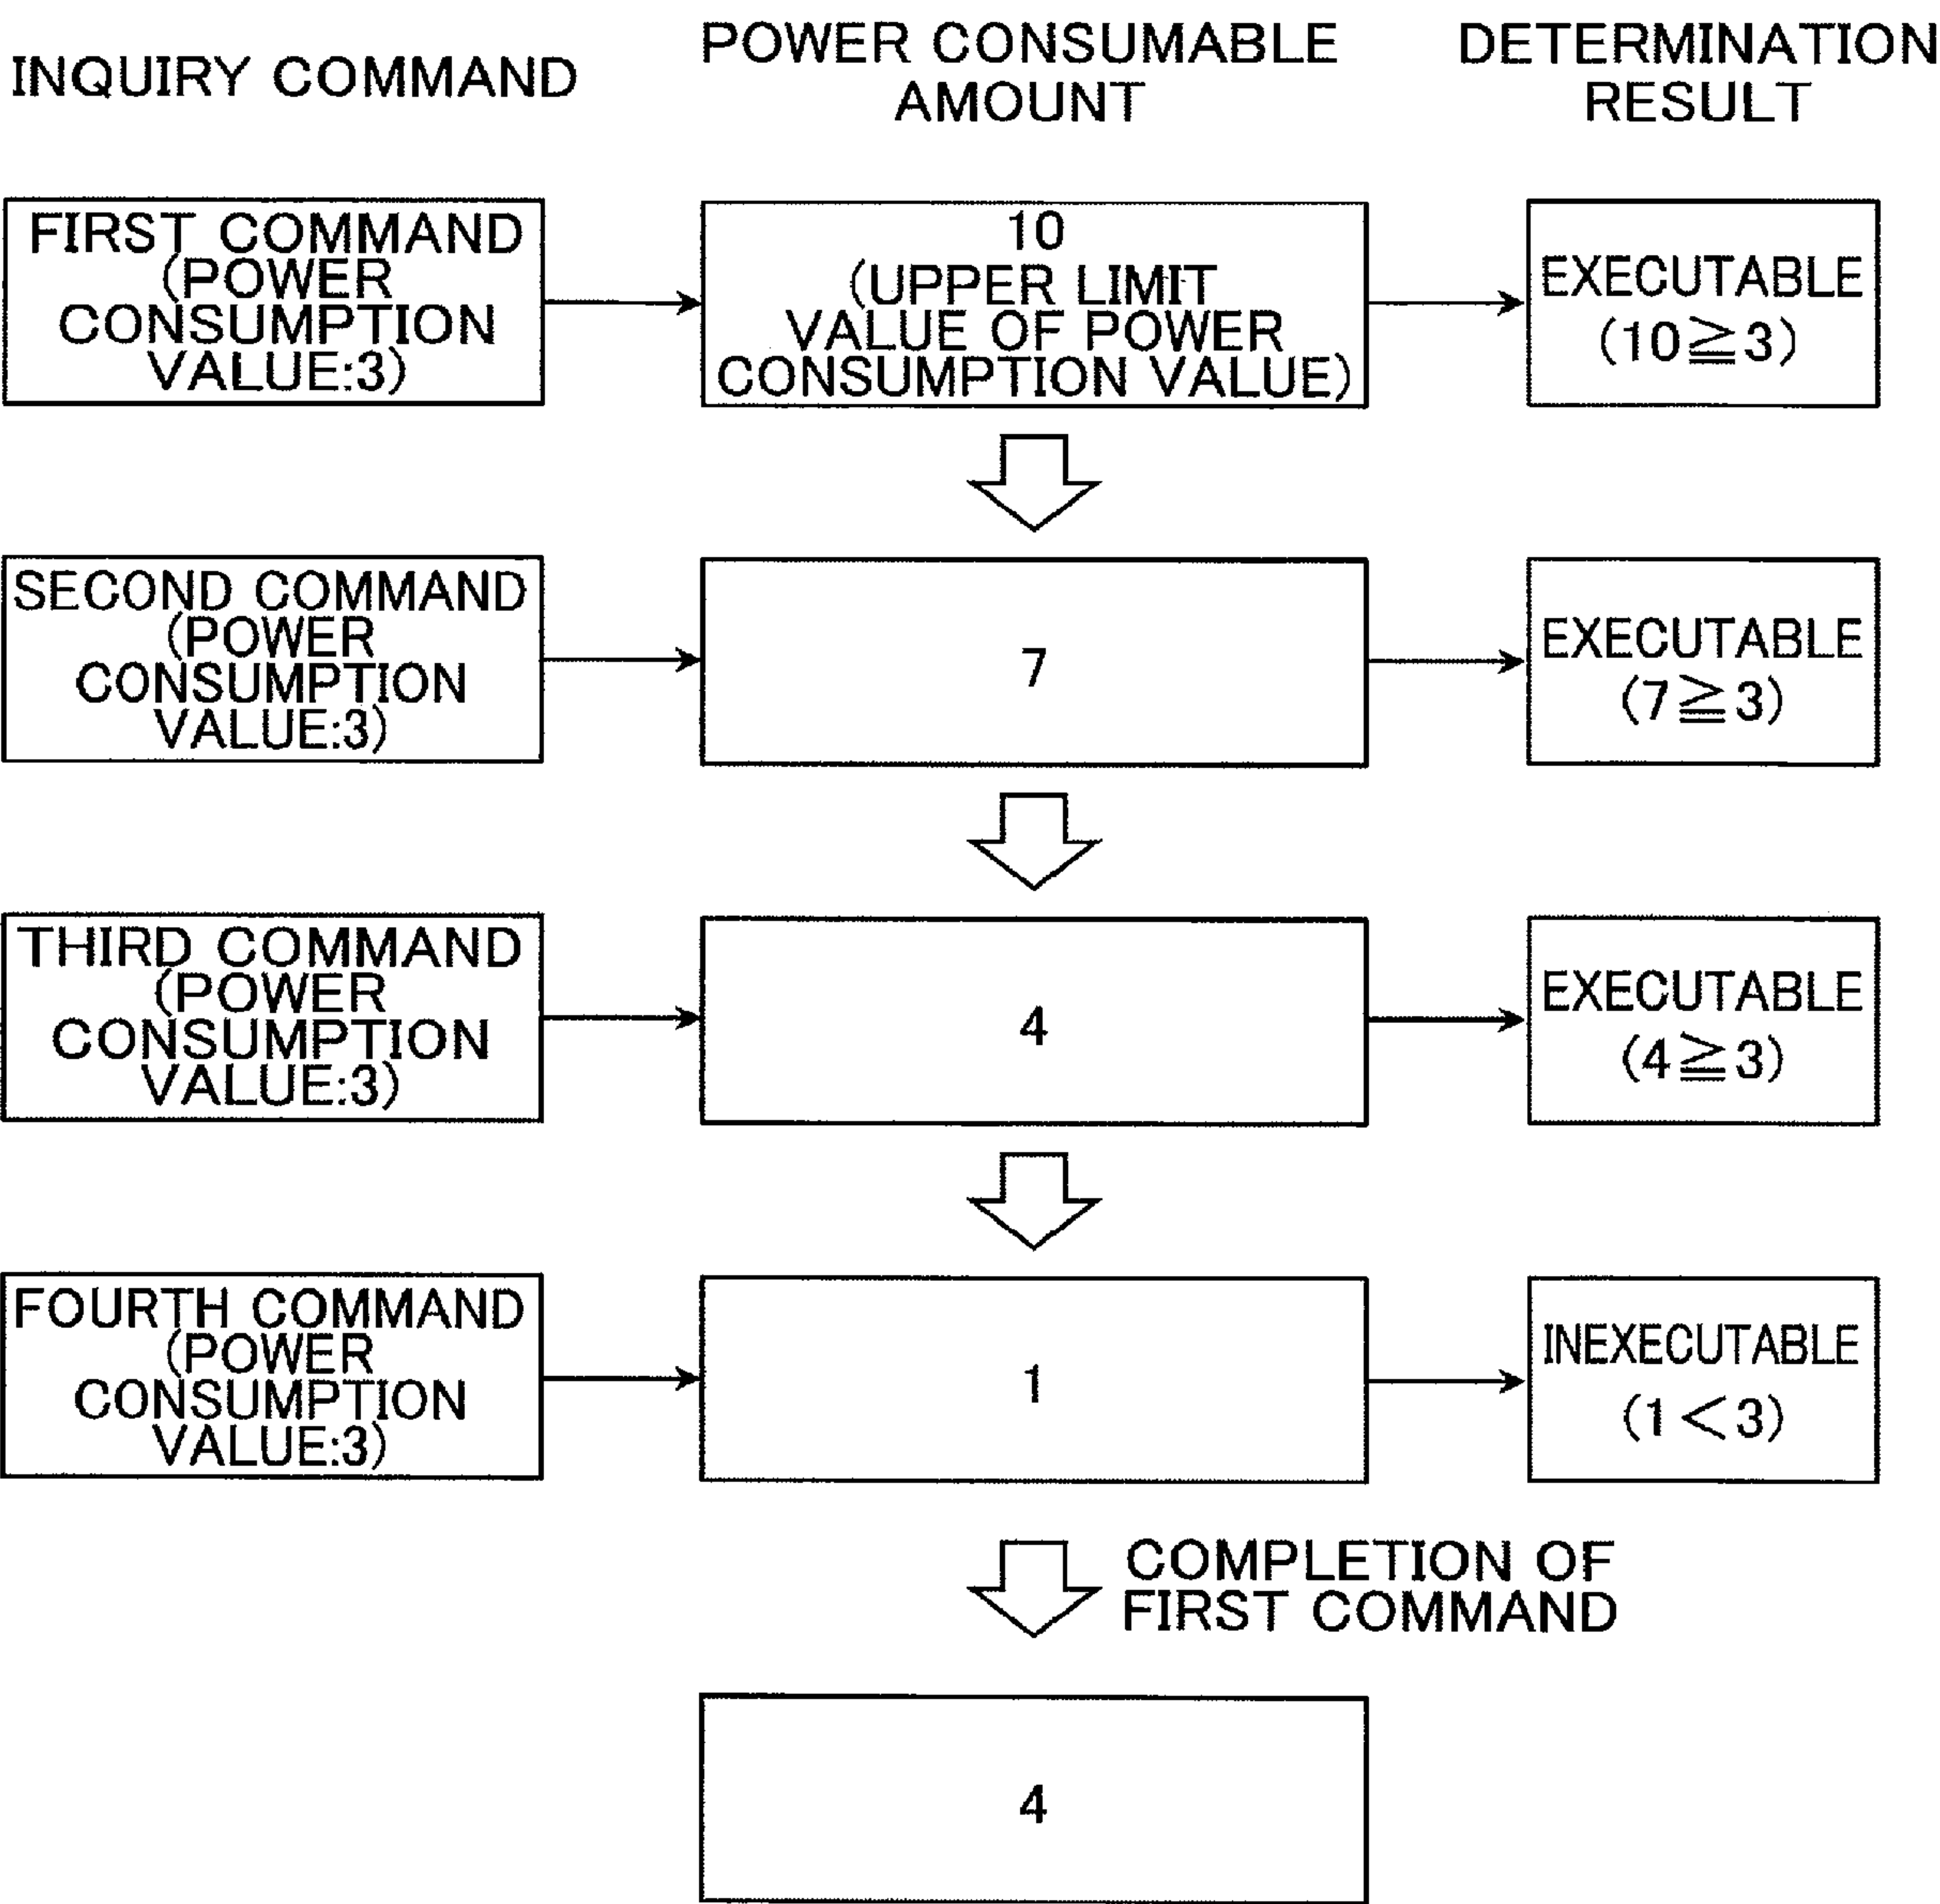 INQUIRY COMMAND
POWER CONSUMABLE
AMOUNT
DETERMINATION
RESULT
FIRST COMMAND
(POWER
CONSUMPTION
VALUE:3)
10
(UPPER LIMIT
VALUE OF POWER
CONSUMPTION VALUE)
EXECUTABLE
(10≧3)
SECOND COMMAND
(POWER
CONSUMPTION
VALUE:3)
7
EXECUTABLE
(7≧3)
THIRD COMMAND
(POWER
CONSUMPTION
VALUE:3)
4
EXECUTABLE
(4≧3)
FOURTH COMMAND
(POWER
CONSUMPTION
VALUE:3)
1
INEXECUTABLE
(1<3)
COMPLETION OF
FIRST COMMAND
4